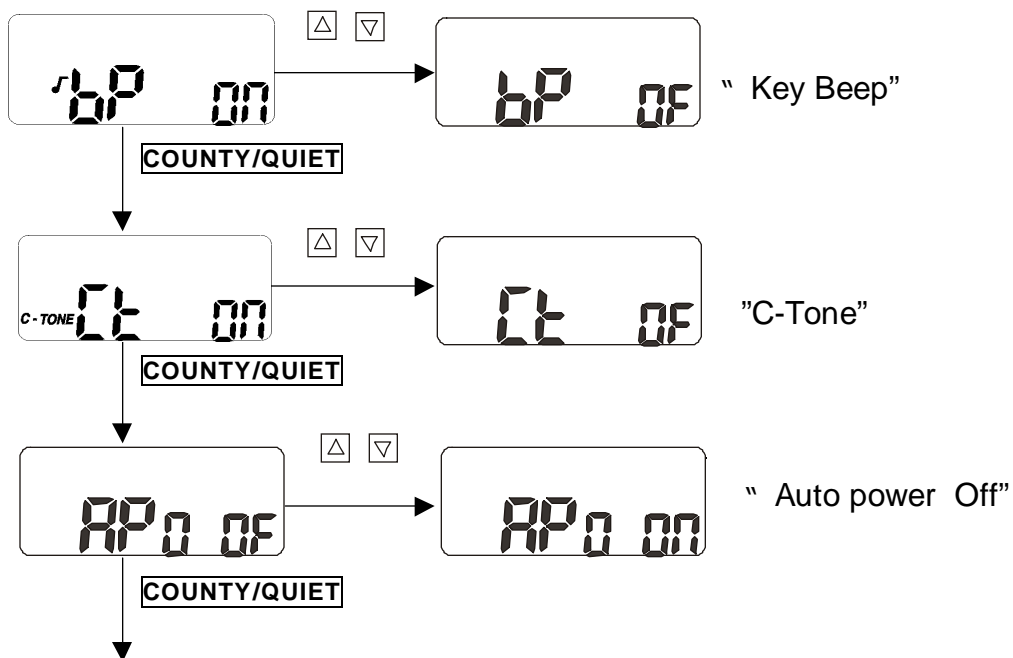 △ ▽
bP ON bP OF “ Key Beep”
COUNTY/QUIET
△ ▽
C - TONE Ct ON Ct OF ”C-Tone”
COUNTY/QUIET
△ ▽
APO OF APO ON “ Auto power Off”
COUNTY/QUIET